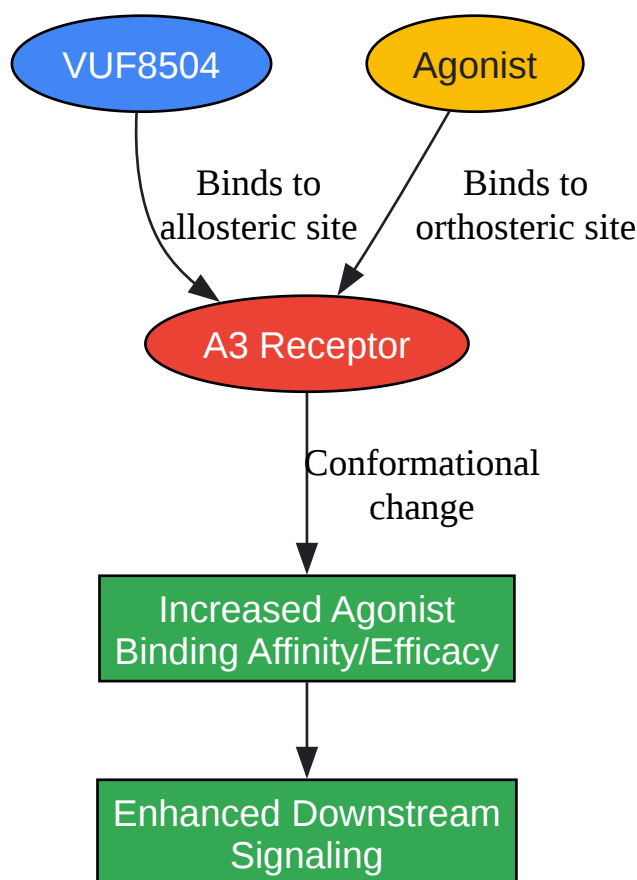 VUF8504
Agonist
Binds to
allosteric site
Binds to
orthosteric site
A3 Receptor
Conformational
change
Increased Agonist
Binding Affinity/Efficacy
Enhanced Downstream
Signaling